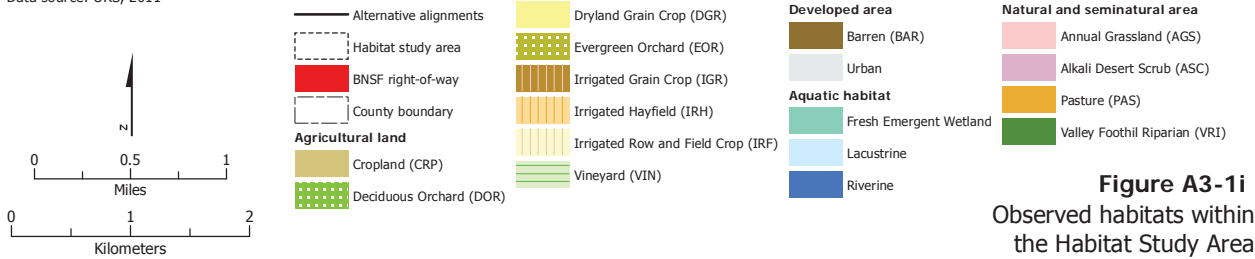 Data source: URS, 2011
N
0 0.5 1
Miles
0 1 2
Kilometers
Alternative alignments
Habitat study area
BNSF right-of-way
County boundary
Agricultural land
Cropland (CRP)
Deciduous Orchard (DOR)
Dryland Grain Crop (DGR)
Evergreen Orchard (EOR)
Irrigated Grain Crop (IGR)
Irrigated Hayfield (IRH)
Irrigated Row and Field Crop (IRF)
Vineyard (VIN)
Developed area
Barren (BAR)
Urban
Aquatic habitat
Fresh Emergent Wetland
Lacustrine
Riverine
Natural and seminatural area
Annual Grassland (AGS)
Alkali Desert Scrub (ASC)
Pasture (PAS)
Valley Foothil Riparian (VRI)
Figure A3-1i
Observed habitats within
the Habitat Study Area